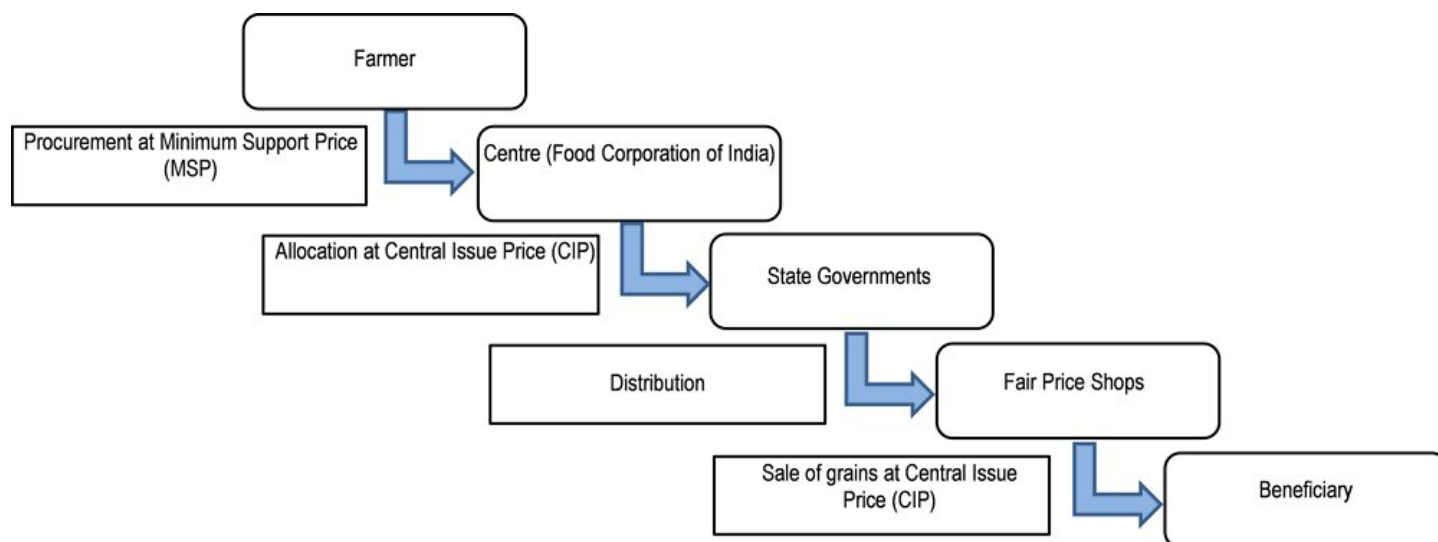 Farmer
Procurement at Minimum Support Price
(MSP)
Centre (Food Corporation of India)
Allocation at Central Issue Price (CIP)
State Governments
Distribution
Fair Price Shops
Sale of grains at Central Issue
Price (CIP)
Beneficiary